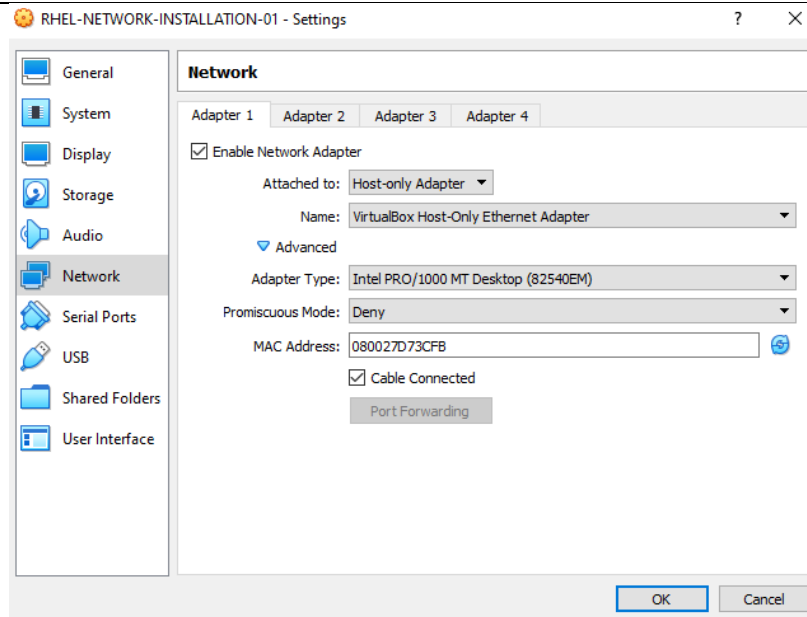 RHEL-NETWORK-INSTALLATION-01 - Settings
?
General
System
Display
Storage
Audio
Network
Serial Ports
USB
Shared Folders
User Interface
Network
Adapter 1 Adapter 2 Adapter 3 Adapter 4
Enable Network Adapter
Attached to: Host-only Adapter
Name: VirtualBox Host-Only Ethernet Adapter
Advanced
Adapter Type: Intel PRO/1000 MT Desktop (82540EM)
Promiscuous Mode: Deny
MAC Address: 080027D73CFB
Cable Connected
Port Forwarding
OK Cancel